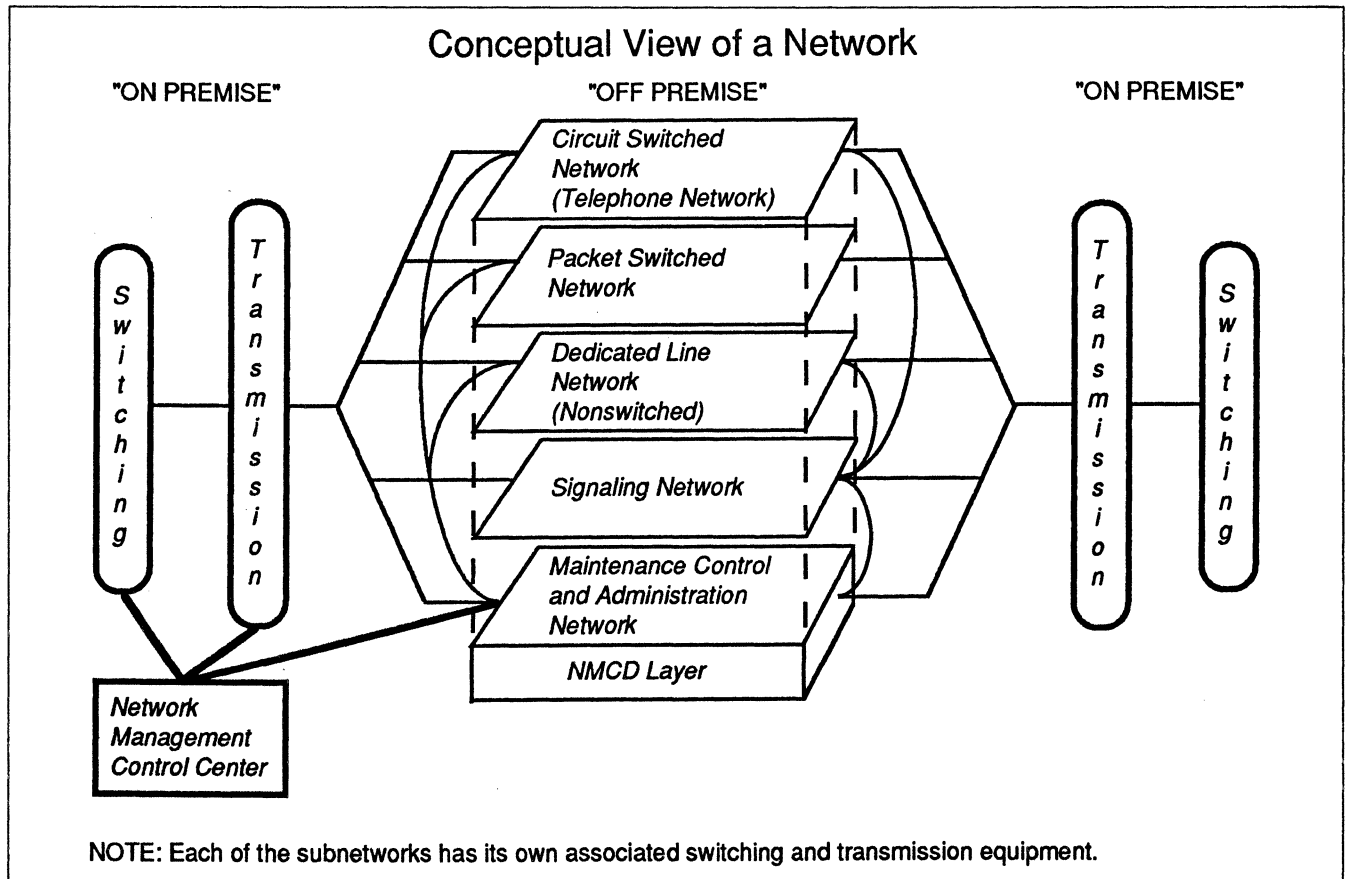 Conceptual View of a Network
"ON PREMISE"
"OFF PREMISE"
"ON PREMISE"
Switching
Transmission
Circuit Switched
Network
(Telephone Network)
Packet Switched
Network
Dedicated Line
Network
(Nonswitched)
Signaling Network
Maintenance Control
and Administration
Network
NMCD Layer
Transmission
Switching
Network
Management
Control Center
NOTE: Each of the subnetworks has its own associated switching and transmission equipment.